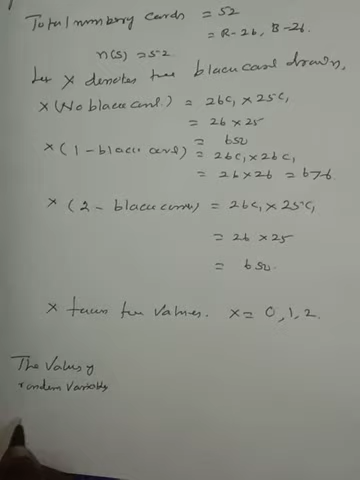 Total number cards = 52
= R-26, B-26.
n(S) = 52
Let X denotes the black card drawn,
X (No black card.) = 26C₁ × 25C₁
= 26 × 25
= 650
X (1 - black card) = 26C₁ × 26C₁
= 26 × 26 = 676
X (2 - black cards) = 26C₁ × 25C₁
= 26 × 25
= 650.
X takes the values. X = 0, 1, 2.
The Values of
random Variables